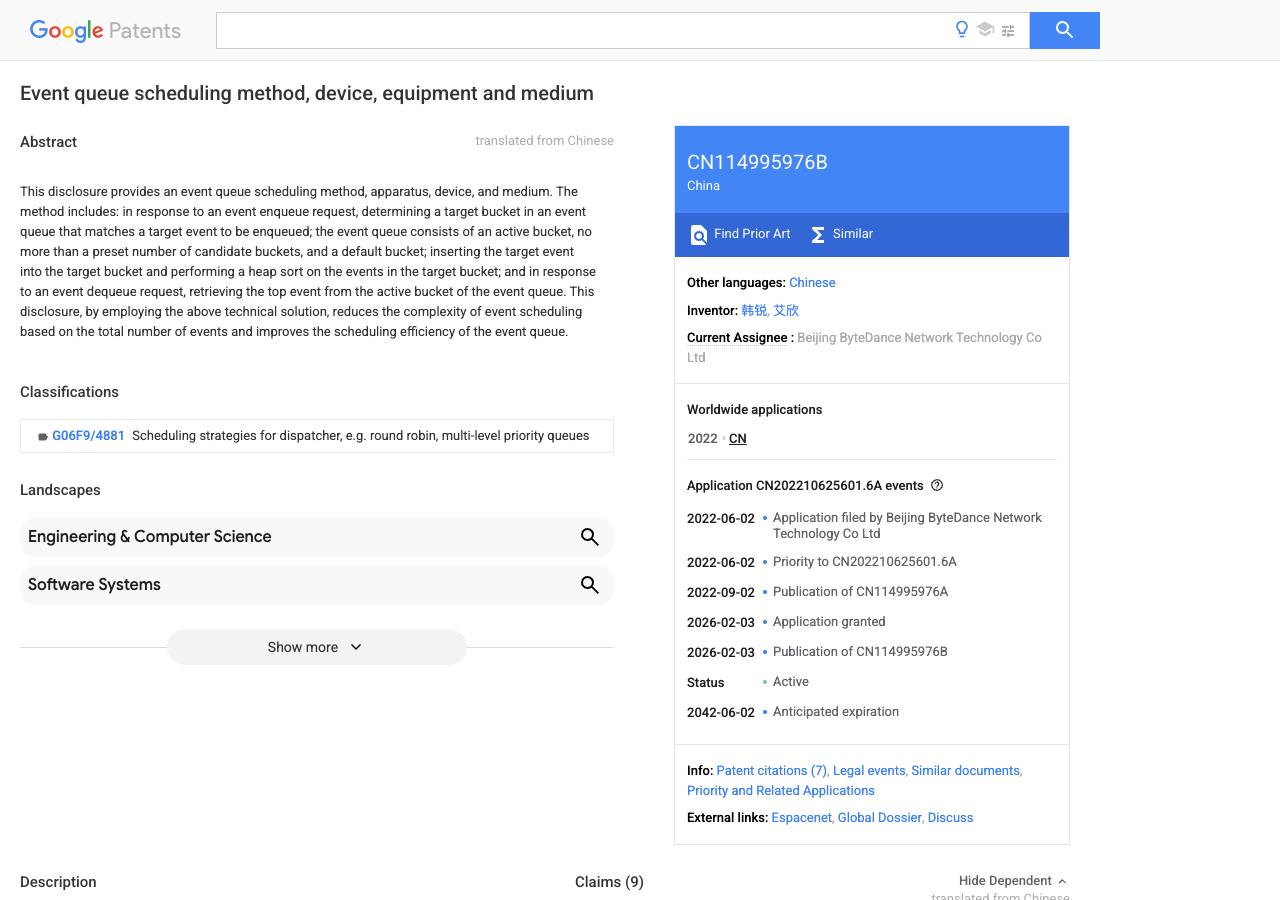 Google Patents
Event queue scheduling method, device, equipment and medium
Abstract
translated from Chinese
This disclosure provides an event queue scheduling method, apparatus, device, and medium. The
method includes: in response to an event enqueue request, determining a target bucket in an event
queue that matches a target event to be enqueued; the event queue consists of an active bucket, no
more than a preset number of candidate buckets, and a default bucket; inserting the target event
into the target bucket and performing a heap sort on the events in the target bucket; and in response
to an event dequeue request, retrieving the top event from the active bucket of the event queue. This
disclosure, by employing the above technical solution, reduces the complexity of event scheduling
based on the total number of events and improves the scheduling efficiency of the event queue.
Classifications
G06F9/4881 Scheduling strategies for dispatcher, e.g. round robin, multi-level priority queues
Landscapes
Engineering & Computer Science
Software Systems
Show more
CN114995976B
China
Find Prior Art Similar
Other languages: Chinese
Inventor: 韩锐, 艾欣
Current Assignee : Beijing ByteDance Network Technology Co
Ltd
Worldwide applications
2022 CN
Application CN202210625601.6A events
2022-06-02 Application filed by Beijing ByteDance Network
Technology Co Ltd
2022-06-02 Priority to CN202210625601.6A
2022-09-02 Publication of CN114995976A
2026-02-03 Application granted
2026-02-03 Publication of CN114995976B
Status Active
2042-06-02 Anticipated expiration
Info: Patent citations (7), Legal events, Similar documents,
Priority and Related Applications
External links: Espacenet, Global Dossier, Discuss
Description
Claims (9)
Hide Dependent
translated from Chinese